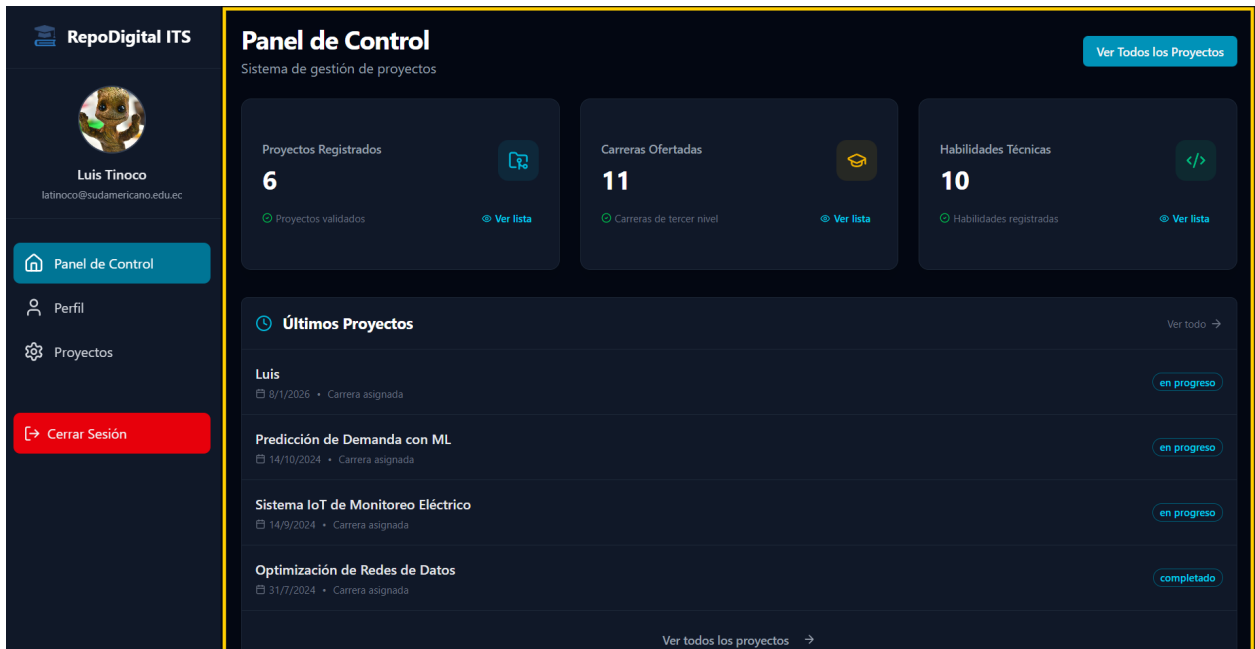 RepoDigital ITS
Luis Tinoco
latinoco@sudamericano.edu.ec
Panel de Control
Perfil
Proyectos
Cerrar Sesión
Panel de Control
Sistema de gestión de proyectos
Ver Todos los Proyectos
Proyectos Registrados
6
Proyectos validados
Ver lista
Carreras Ofertadas
11
Carreras de tercer nivel
Ver lista
Habilidades Técnicas
10
Habilidades registradas
Ver lista
Últimos Proyectos
Ver todo →
Luis
8/1/2026 • Carrera asignada
en progreso
Predicción de Demanda con ML
14/10/2024 • Carrera asignada
en progreso
Sistema IoT de Monitoreo Eléctrico
14/9/2024 • Carrera asignada
en progreso
Optimización de Redes de Datos
31/7/2024 • Carrera asignada
completado
Ver todos los proyectos →